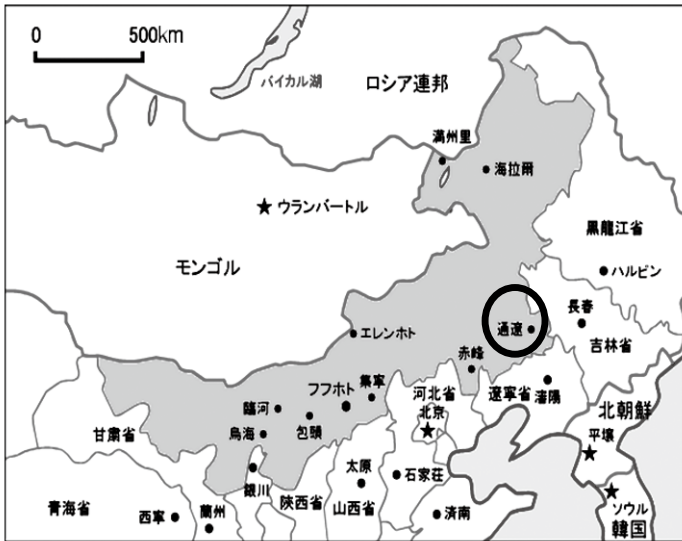 0 500km
バイカル湖
ロシア連邦
満州里
海拉爾
ウランバートル
モンゴル
黒龍江省
ハルビン
長春
通遼
吉林省
エレンホト
赤峰
遼寧省
瀋陽
集寧
フフホト
臨河
包頭
烏海
河北省
北京
北朝鮮
平壌
甘粛省
銀川
陝西省
太原
山西省
石家荘
済南
ソウル
韓国
青海省
西寧
蘭州